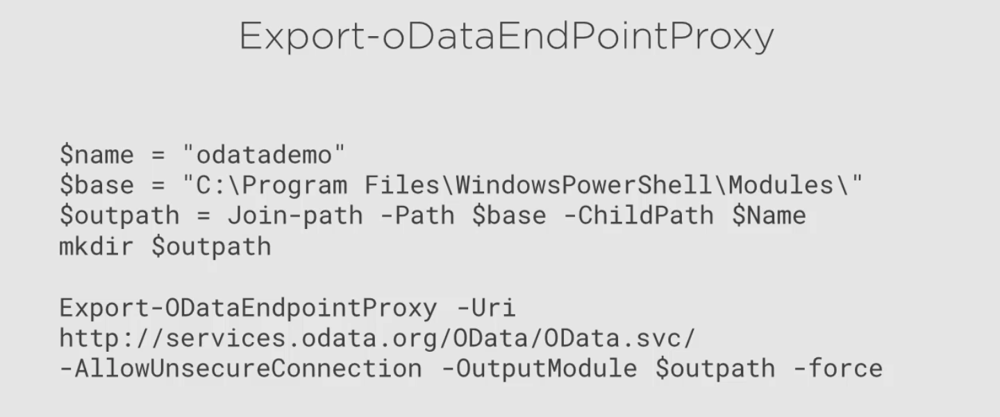 Export-oDataEndPointProxy
$name = "odatademo"
$base = "C:\Program Files\WindowsPowerShell\Modules\"
$outpath = Join-path -Path $base -ChildPath $Name
mkdir $outpath
Export-ODataEndpointProxy -Uri
http://services.odata.org/OData/OData.svc/
-AllowUnsecureConnection -OutputModule $outpath -force